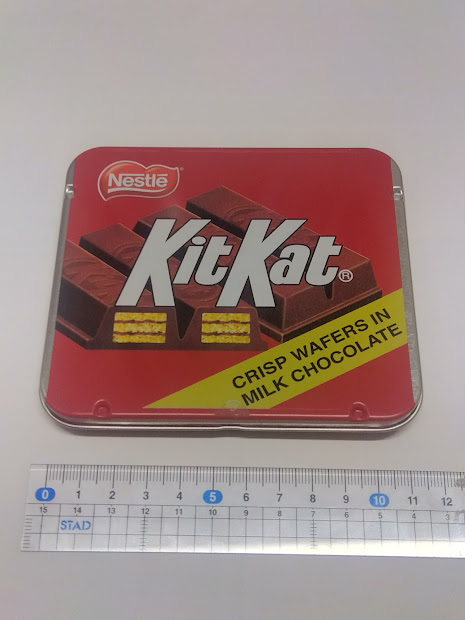 Nestlé®
KitKat®
CRISP WAFERS IN
MILK CHOCOLATE
0 1 2 3 4 5 6 7 8 9 10 11 12
15 14 13 12 11 10 9 8 7 6 5 4 3
STAD